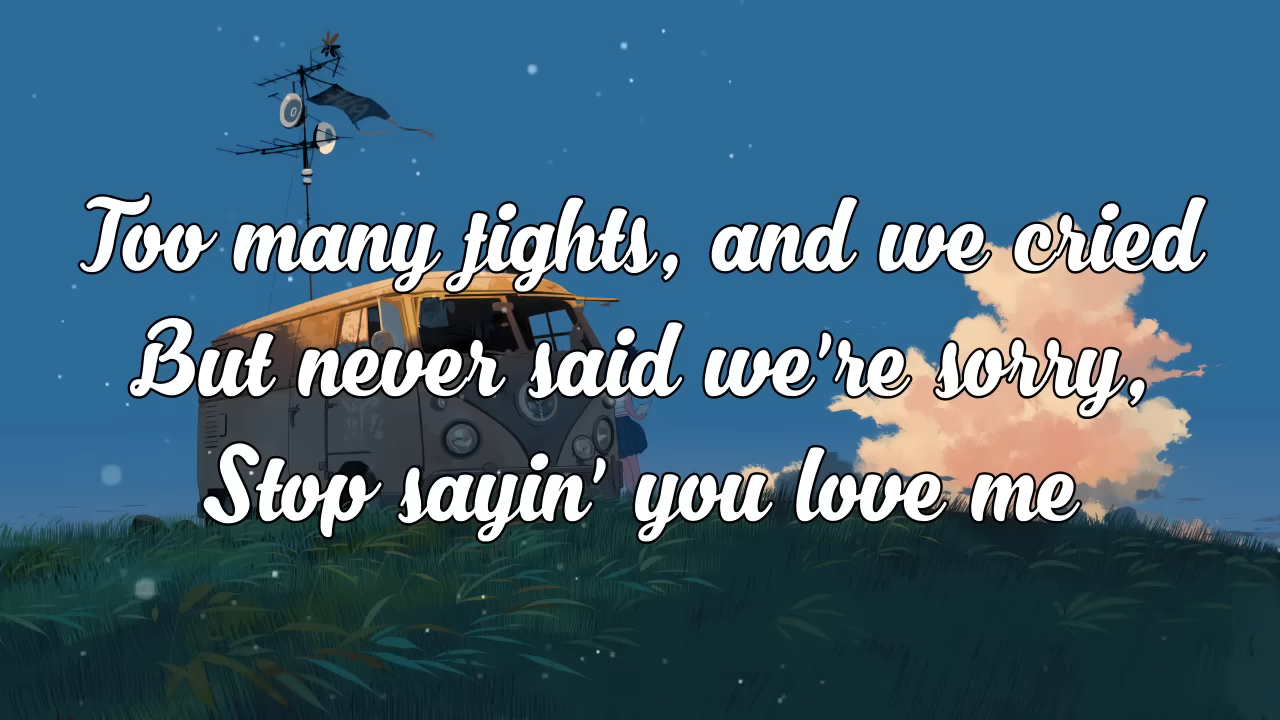 Too many fights, and we cried
But never said we're sorry,
Stop sayin' you love me